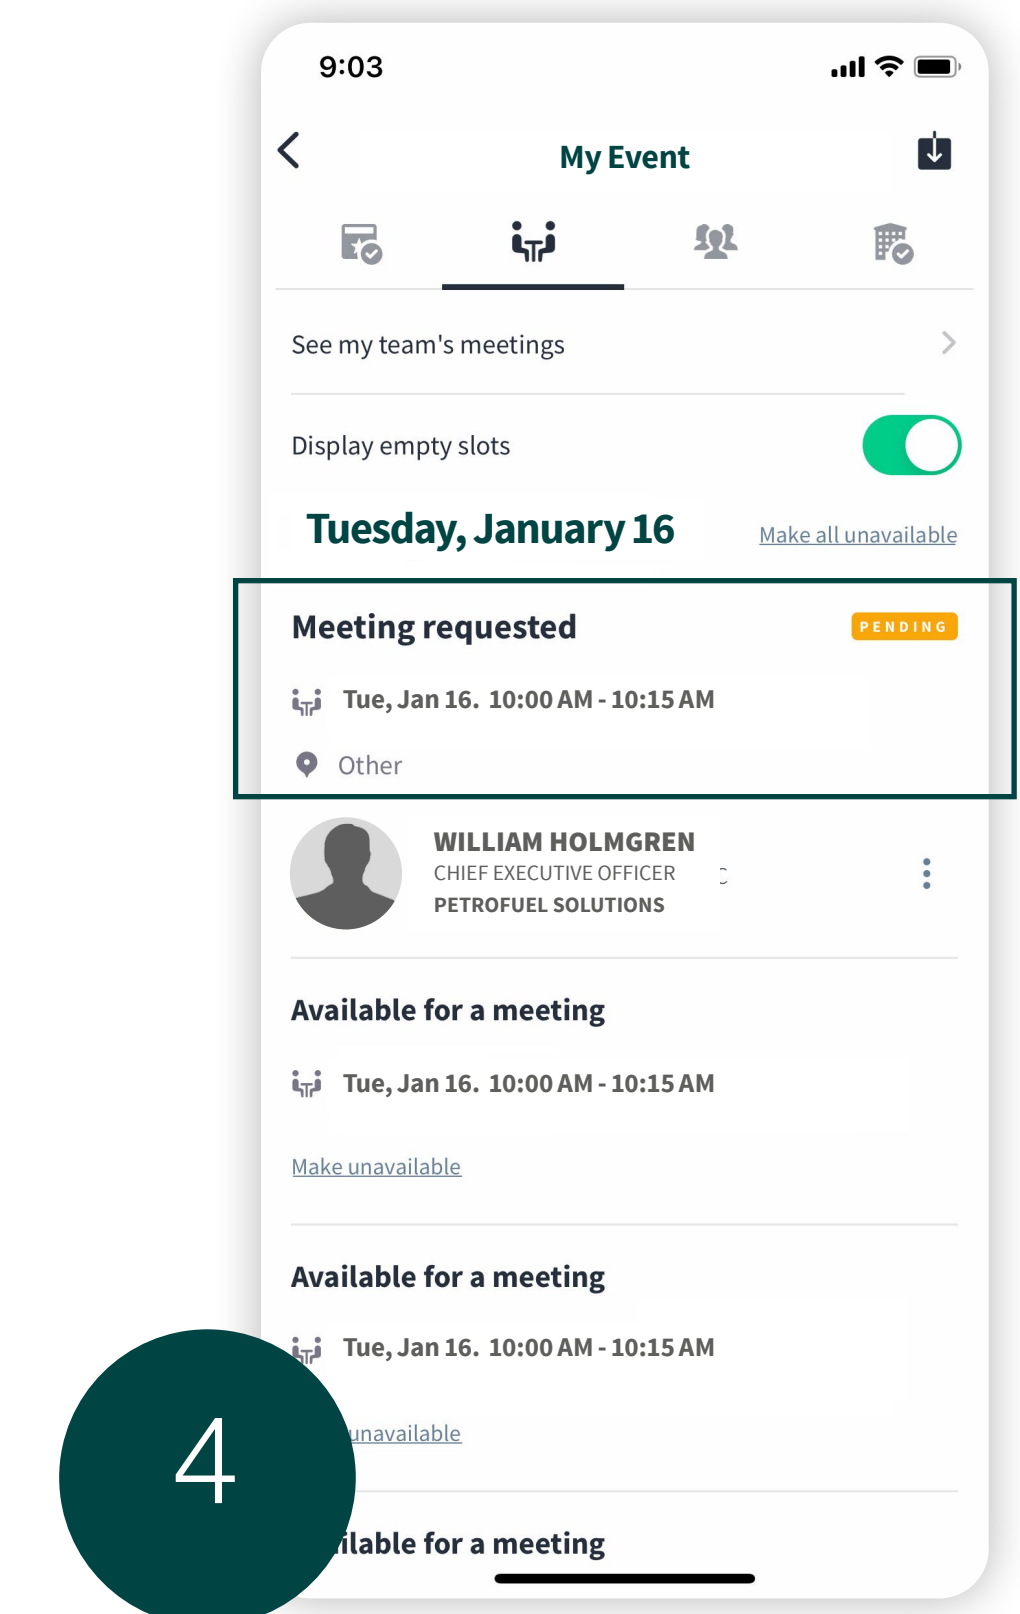 9:03
My Event
See my team's meetings
Display empty slots
Tuesday, January 16
Make all unavailable
Meeting requested
PENDING
Tue, Jan 16. 10:00 AM - 10:15 AM
Other
WILLIAM HOLMGREN
CHIEF EXECUTIVE OFFICER
PETROFUEL SOLUTIONS
Available for a meeting
Tue, Jan 16. 10:00 AM - 10:15 AM
Make unavailable
Available for a meeting
Tue, Jan 16. 10:00 AM - 10:15 AM
unavailable
4
for a meeting